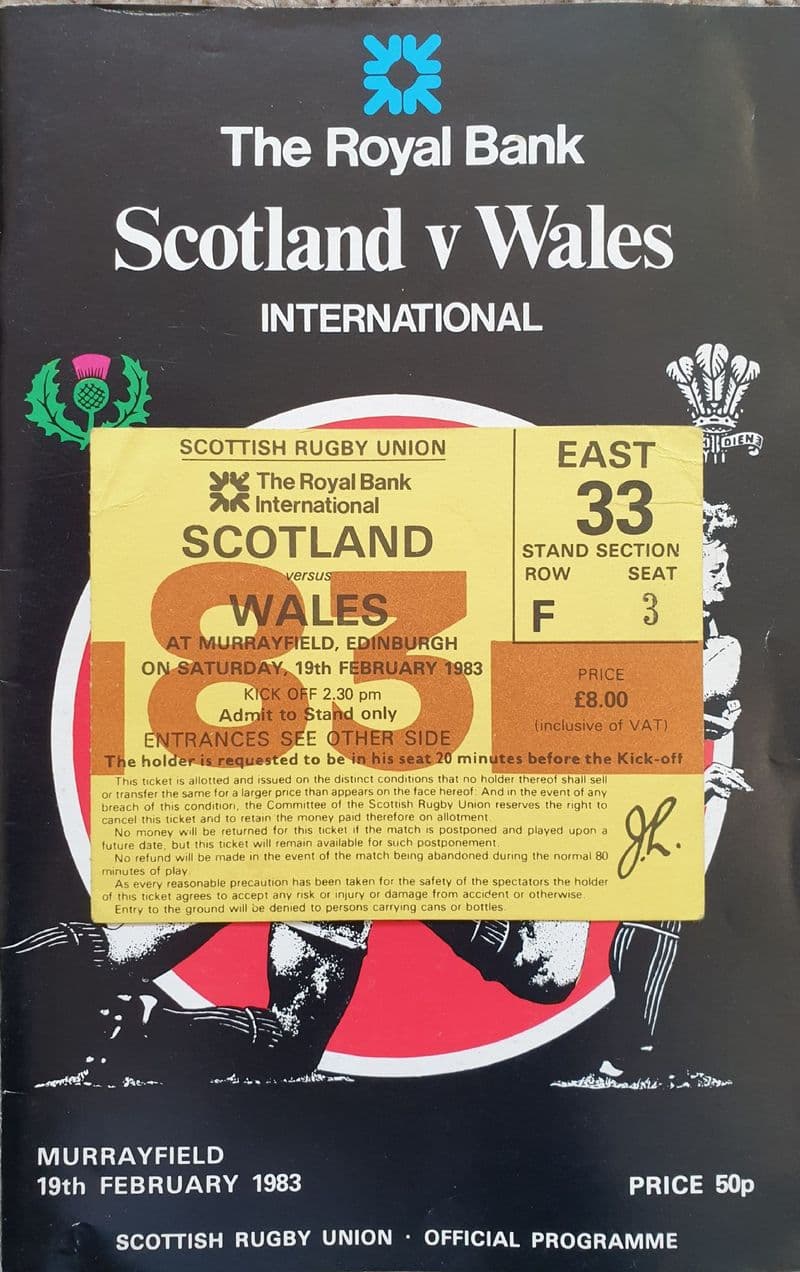 The Royal Bank
Scotland v Wales
INTERNATIONAL
DIEN
SCOTTISH RUGBY UNION
The Royal Bank
International
SCOTLAND
versus
WALES
AT MURRAYFIELD, EDINBURGH
ON SATURDAY, 19th FEBRUARY 1983
KICK OFF 2.30 pm
Admit to Stand only
ENTRANCES SEE OTHER SIDE
The holder is requested to be in his seat 20 minutes before the Kick-off
83
EAST
33
STAND SECTION
ROW SEAT
F 3
PRICE
£8.00
(inclusive of VAT)
This ticket is allotted and issued on the distinct conditions that no holder thereof shall sell
or transfer the same for a larger price than appears on the face hereof: And in the event of any
breach of this condition, the Committee of the Scottish Rugby Union reserves the right to
cancel this ticket and to retain the money paid therefore on allotment.
No money will be returned for this ticket if the match is postponed and played upon a
future date, but this ticket will remain available for such postponement.
No refund will be made in the event of the match being abandoned during the normal 80
minutes of play.
As every reasonable precaution has been taken for the safety of the spectators the holder
of this ticket agrees to accept any risk or injury or damage from accident or otherwise.
Entry to the ground will be denied to persons carrying cans or bottles.
MURRAYFIELD
19th FEBRUARY 1983
PRICE 50p
SCOTTISH RUGBY UNION · OFFICIAL PROGRAMME